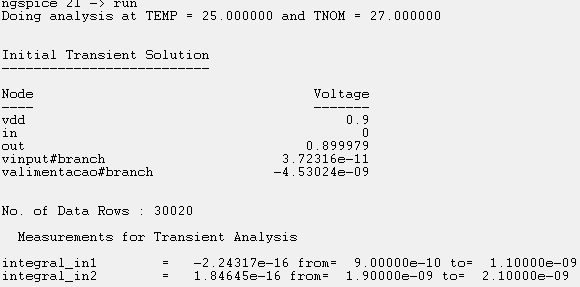 ngspice 21 -> run
Doing analysis at TEMP = 25.000000 and TNOM = 27.000000
Initial Transient Solution
--------------------------
Node Voltage
---- -------
vdd 0.9
in 0
out 0.899979
vinput#branch 3.72316e-11
valimentacao#branch -4.53024e-09
No. of Data Rows : 30020
Measurements for Transient Analysis
integral_in1 = -2.24317e-16 from= 9.00000e-10 to= 1.10000e-09
integral_in2 = 1.84645e-16 from= 1.90000e-09 to= 2.10000e-09